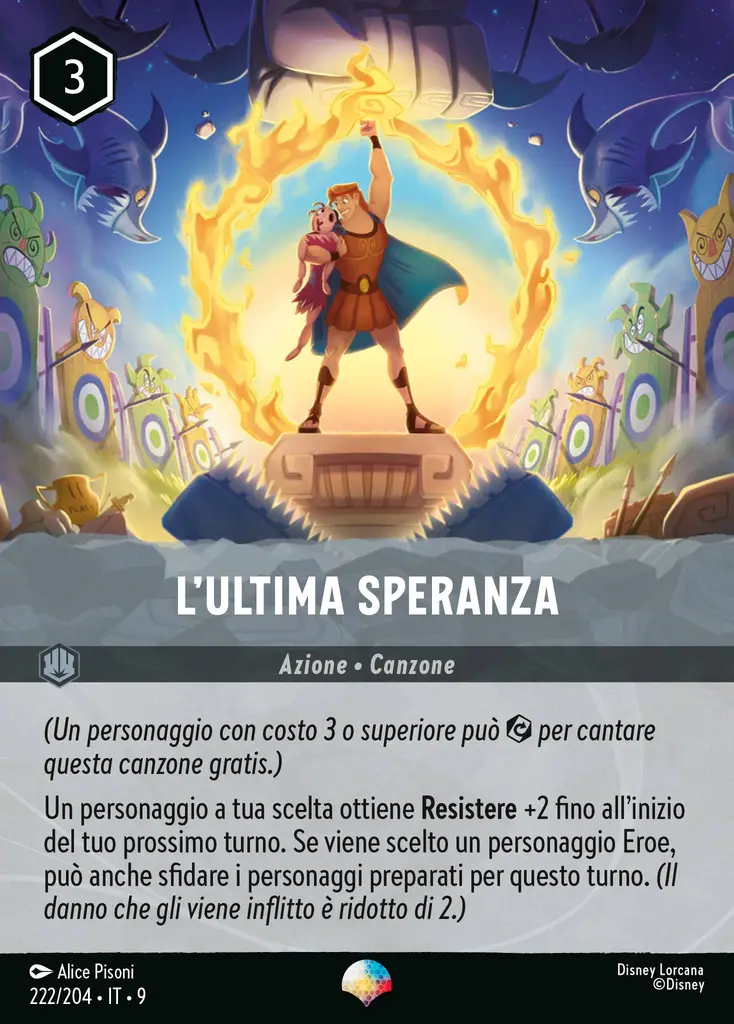 3
L'ULTIMA SPERANZA
Azione • Canzone
(Un personaggio con costo 3 o superiore può per cantare
questa canzone gratis.)
Un personaggio a tua scelta ottiene Resistere +2 fino all'inizio
del tuo prossimo turno. Se viene scelto un personaggio Eroe,
può anche sfidare i personaggi preparati per questo turno. (Il
danno che gli viene inflitto è ridotto di 2.)
Alice Pisoni
Disney Lorcana
222/204 • IT • 9
©Disney